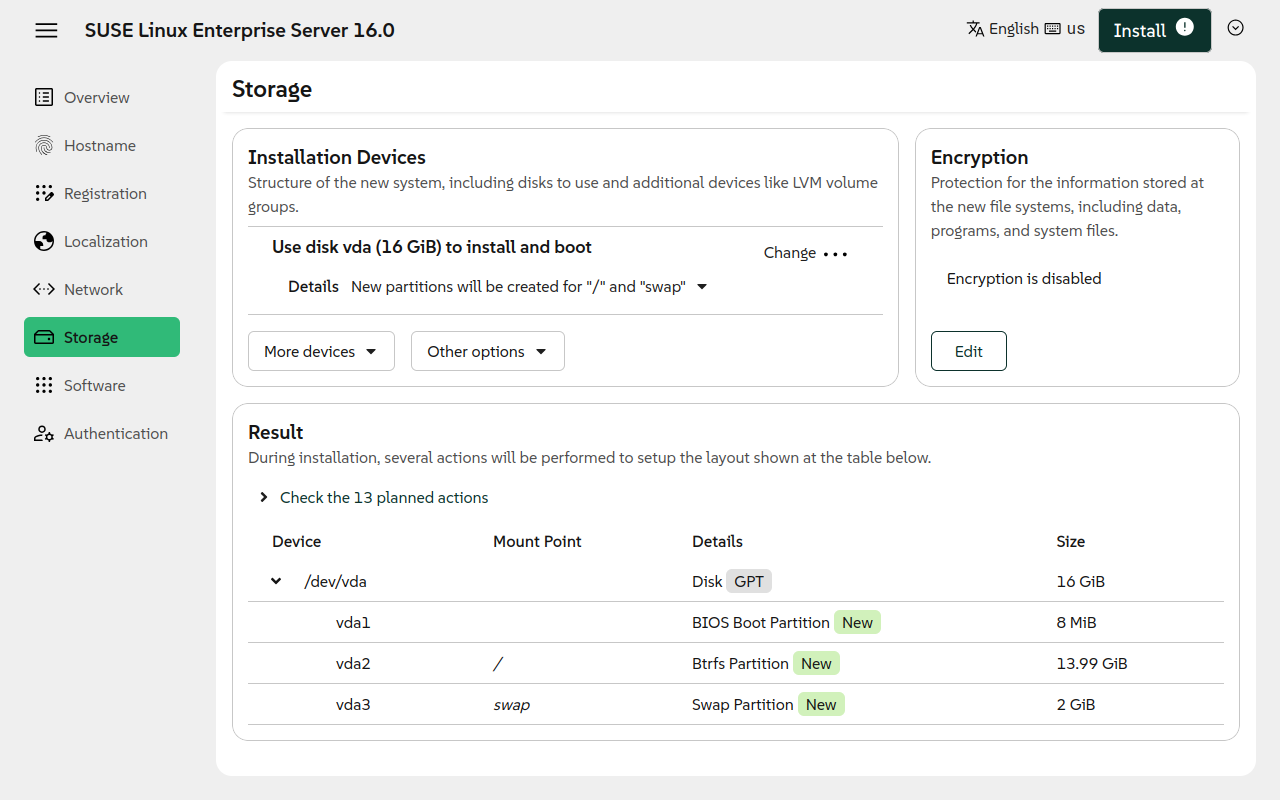 SUSE Linux Enterprise Server 16.0
English us
Install
Overview
Hostname
Registration
Localization
Network
Storage
Software
Authentication
Storage
Installation Devices
Structure of the new system, including disks to use and additional devices like LVM volume
groups.
Use disk vda (16 GiB) to install and boot
Change
Details New partitions will be created for "/" and "swap"
More devices Other options
Encryption
Protection for the information stored at
the new file systems, including data,
programs, and system files.
Encryption is disabled
Edit
Result
During installation, several actions will be performed to setup the layout shown at the table below.
Check the 13 planned actions
Device Mount Point Details Size
/dev/vda Disk GPT 16 GiB
vda1 BIOS Boot Partition New 8 MiB
vda2 / Btrfs Partition New 13.99 GiB
vda3 swap Swap Partition New 2 GiB